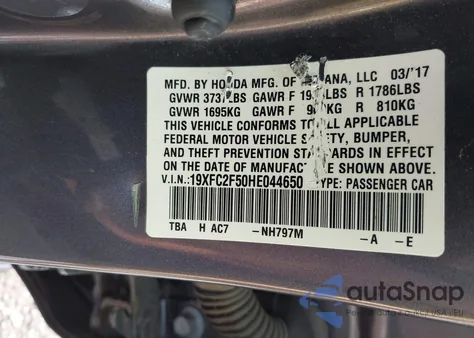 MFD. BY HONDA MFG. OF INDIANA, LLC 03/'17
GVWR LBS GAWR F LBS R 1786LBS
GVWR 1695KG GAWR F KG R 810KG
THIS VEHICLE CONFORMS TO ALL APPLICABLE
FEDERAL MOTOR VEHICLE SAFETY, BUMPER,
AND THEFT PREVENTION STANDARDS IN EFFECT
ON THE DATE OF MANUFACTURE SHOWN ABOVE.
V.I.N.:19XFC2F50HE044650 TYPE: PASSENGER CAR
TBA H AC7 -NH797M -A -E
autoSnap